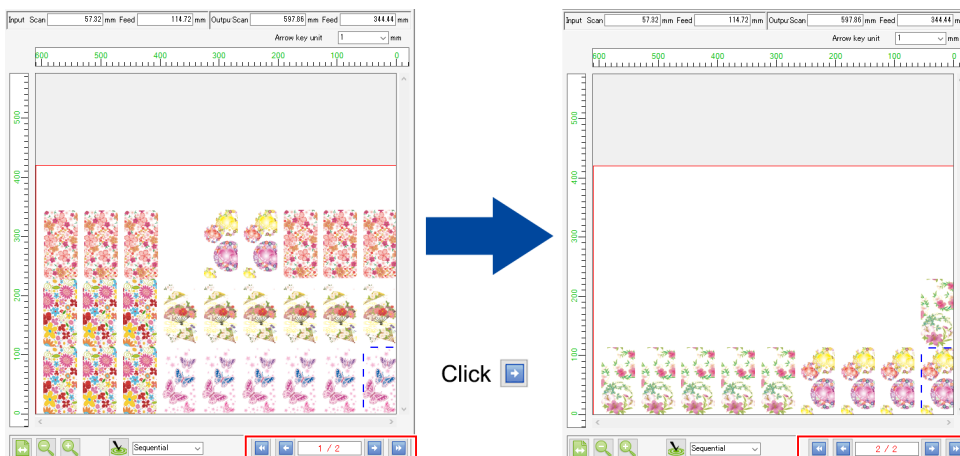 Input Scan 57.32 mm Feed 114.72 mm Outpu Scan 597.86 mm Feed 344.44 mm
Arrow key unit 1 mm
600 500 400 300 200 100 0
500
400
300
200
100
0
Sequential
1 / 2
Click
Input Scan 57.32 mm Feed 114.72 mm Outpu Scan 597.86 mm Feed 344.44 m
Arrow key unit 1 mm
600 500 400 300 200 100 0
500
400
300
200
100
0
Sequential
2 / 2